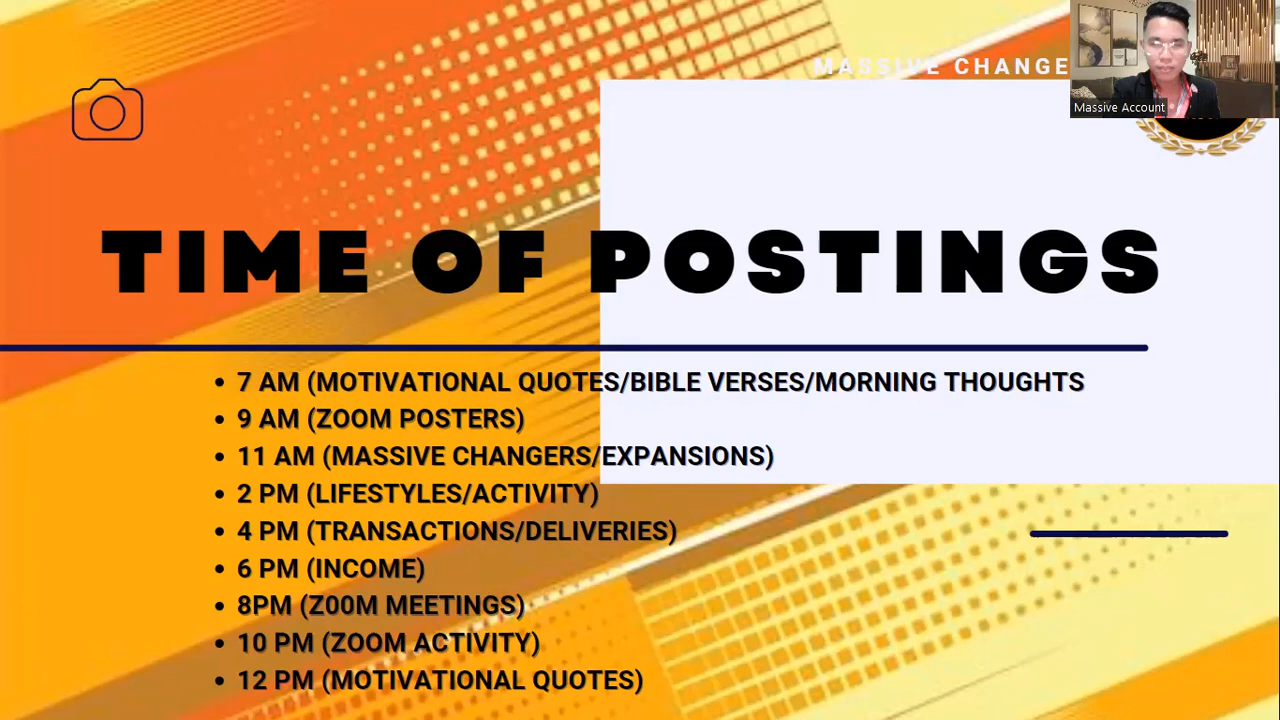 MASSIVE CHANGE
Massive Account
TIME OF POSTINGS
• 7 AM (MOTIVATIONAL QUOTES/BIBLE VERSES/MORNING THOUGHTS
• 9 AM (ZOOM POSTERS)
• 11 AM (MASSIVE CHANGERS/EXPANSIONS)
• 2 PM (LIFESTYLES/ACTIVITY)
• 4 PM (TRANSACTIONS/DELIVERIES)
• 6 PM (INCOME)
• 8PM (Z00M MEETINGS)
• 10 PM (ZOOM ACTIVITY)
• 12 PM (MOTIVATIONAL QUOTES)